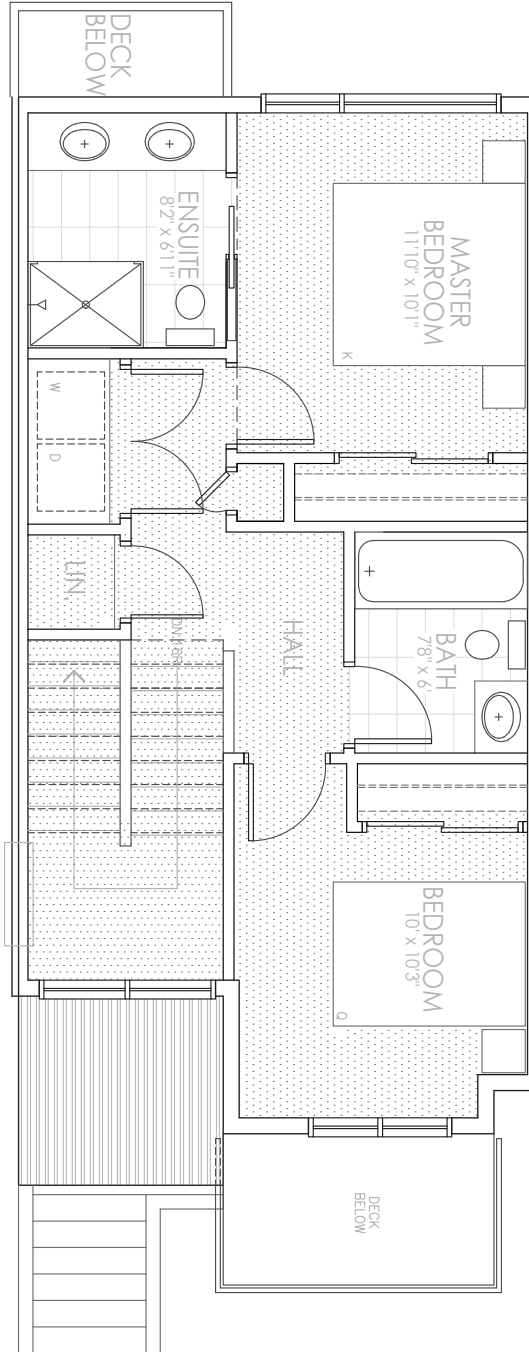 DECK
BELOW
ENSUITE
8'2" x 6'11"
MASTER
BEDROOM
11'10" x 10'1"
K
W
D
LIN.
HALL
BATH
7'8" x 6'
BEDROOM
10' x 10'3"
Q
DECK
BELOW